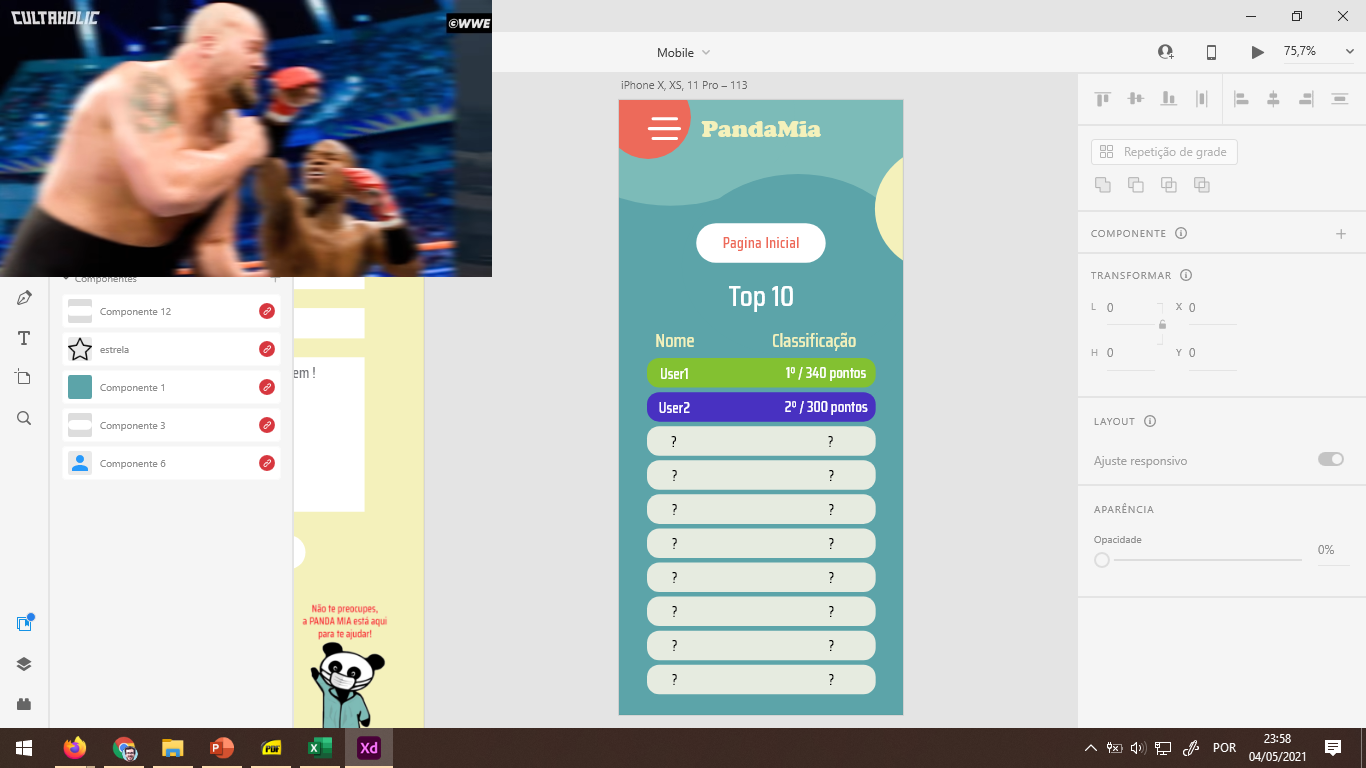 CULTAHOLIC
©WWE
Mobile
75,7%
iPhone X, XS, 11 Pro – 113
PandaMia
Pagina Inicial
Top 10
Nome Classificação
User1 1º / 340 pontos
User2 2º / 300 pontos
? ?
? ?
? ?
? ?
? ?
? ?
? ?
? ?
Componentes
Componente 12
estrela
Componente 1
Componente 3
Componente 6
em !
Não te preocupes,
a PANDA MIA está aqui
para te ajudar!
Repetição de grade
COMPONENTE
TRANSFORMAR
L 0 X 0
H 0 Y 0
LAYOUT
Ajuste responsivo
APARÊNCIA
Opacidade
0%
PDF
Xd
POR
23:58
04/05/2021